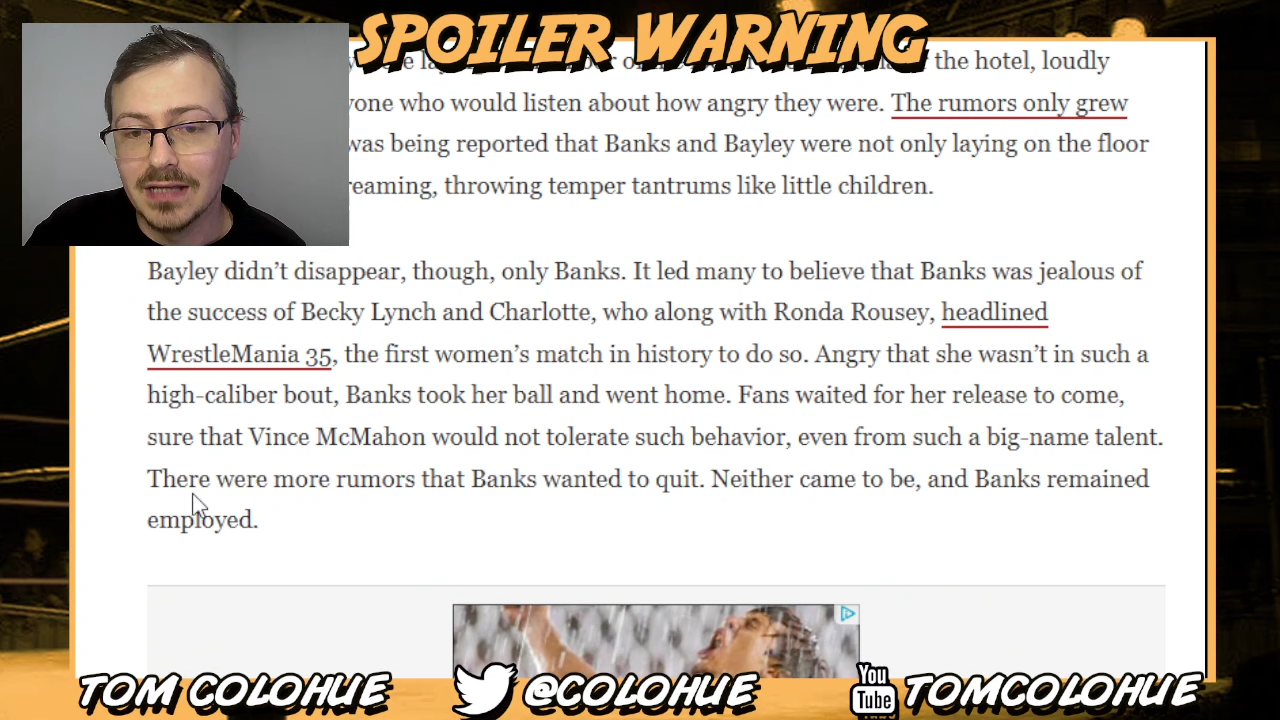 SPOILER WARNING
the hotel, loudly
yone who would listen about how angry they were. The rumors only grew
was being reported that Banks and Bayley were not only laying on the floor
reaming, throwing temper tantrums like little children.
Bayley didn't disappear, though, only Banks. It led many to believe that Banks was jealous of
the success of Becky Lynch and Charlotte, who along with Ronda Rousey, headlined
WrestleMania 35, the first women's match in history to do so. Angry that she wasn't in such a
high-caliber bout, Banks took her ball and went home. Fans waited for her release to come,
sure that Vince McMahon would not tolerate such behavior, even from such a big-name talent.
There were more rumors that Banks wanted to quit. Neither came to be, and Banks remained
employed.
TOM COLOHUE @COLOHUE You Tube TOMCOLOHUE